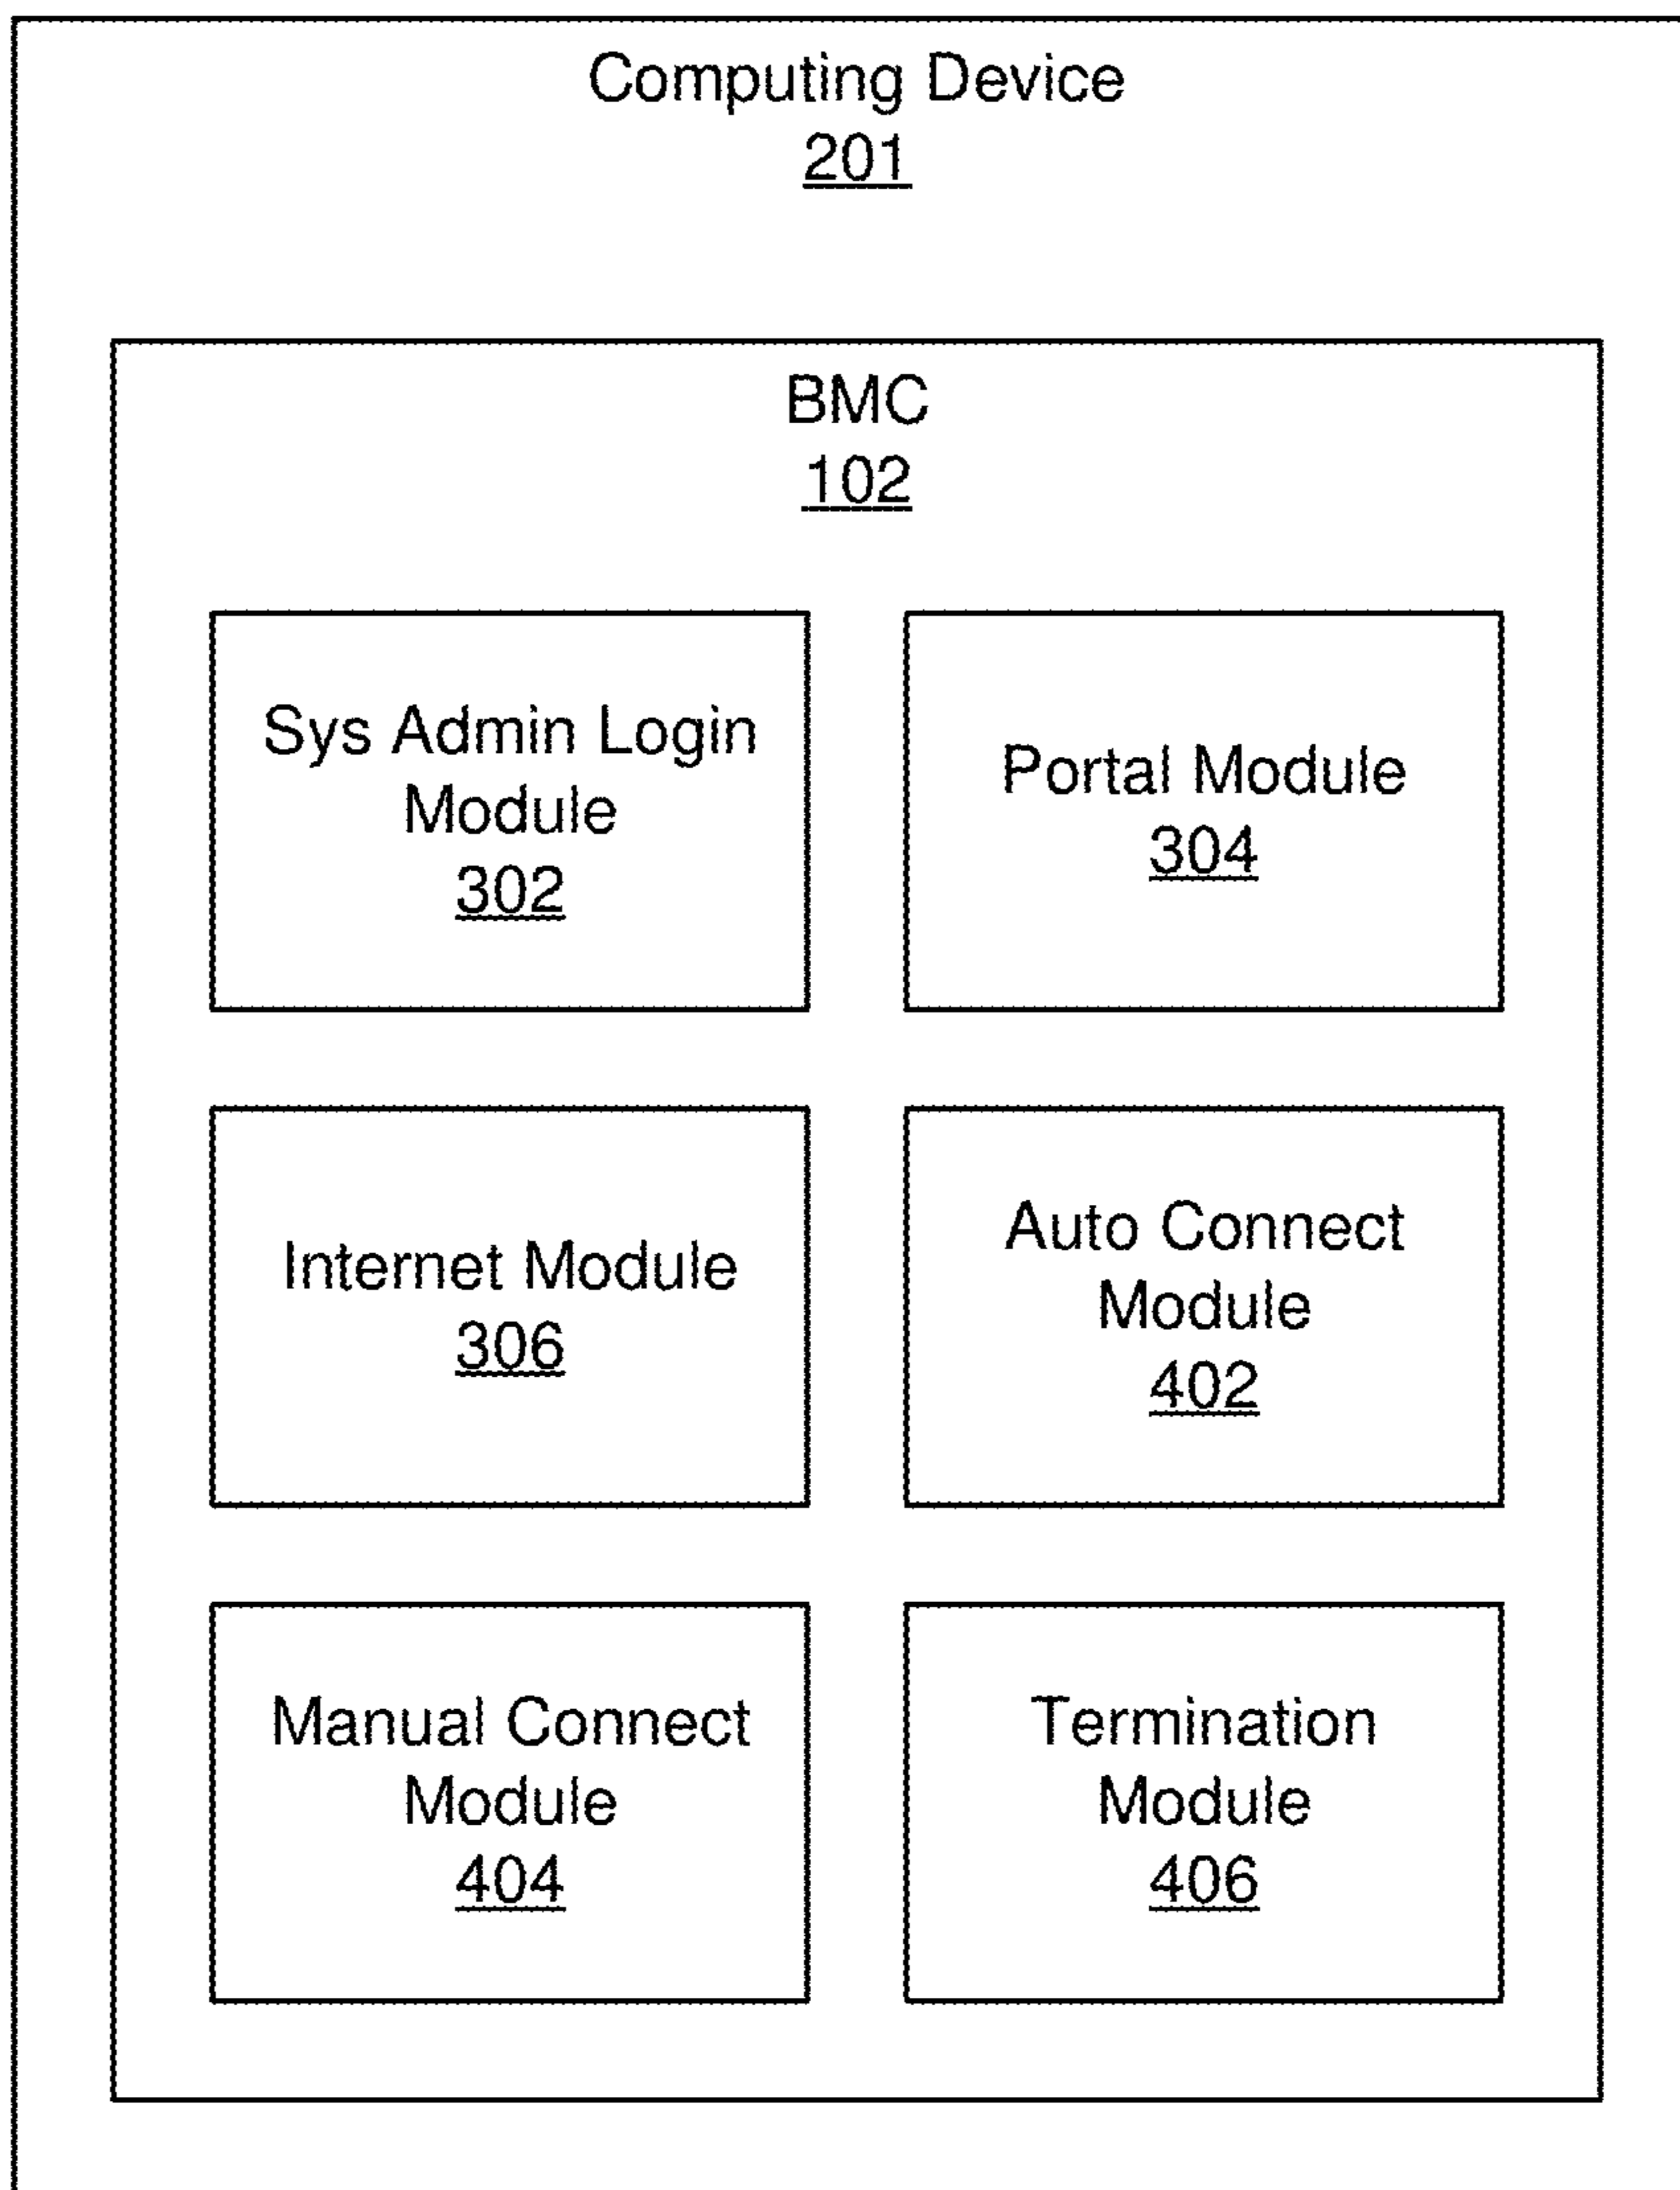 Computing Device
201
BMC
102
Sys Admin Login
Module
302
Portal Module
304
Internet Module
306
Auto Connect
Module
402
Manual Connect
Module
404
Termination
Module
406